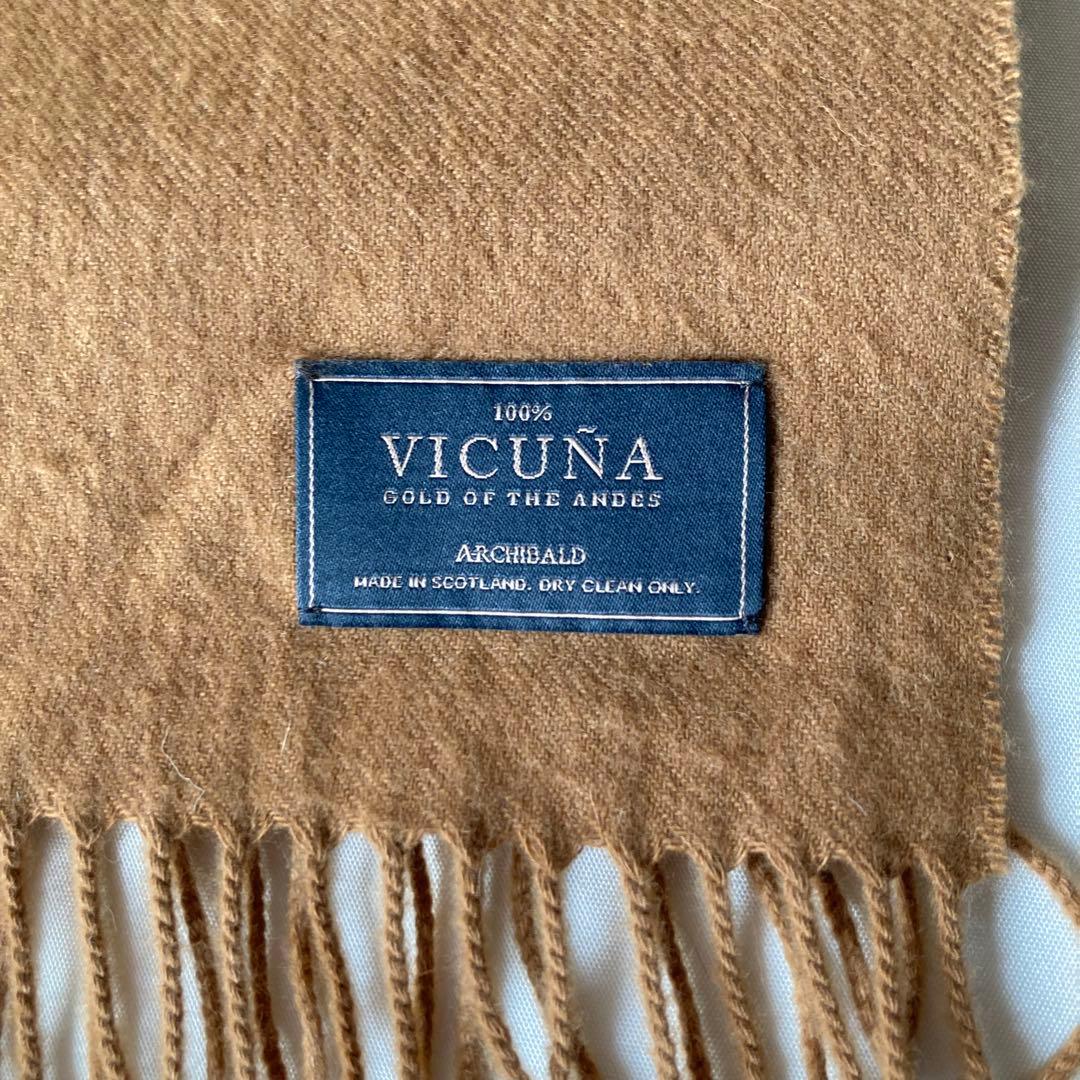 100%
VICUÑA
GOLD OF THE ANDES
ARCHIBALD
MADE IN SCOTLAND. DRY CLEAN ONLY.